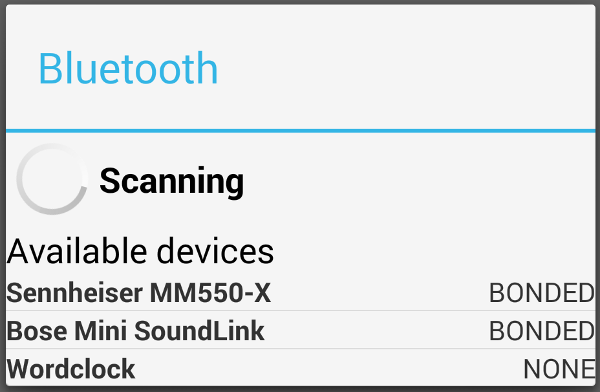 Bluetooth
Scanning
Available devices
Sennheiser MM550-X BONDED
Bose Mini SoundLink BONDED
Wordclock NONE